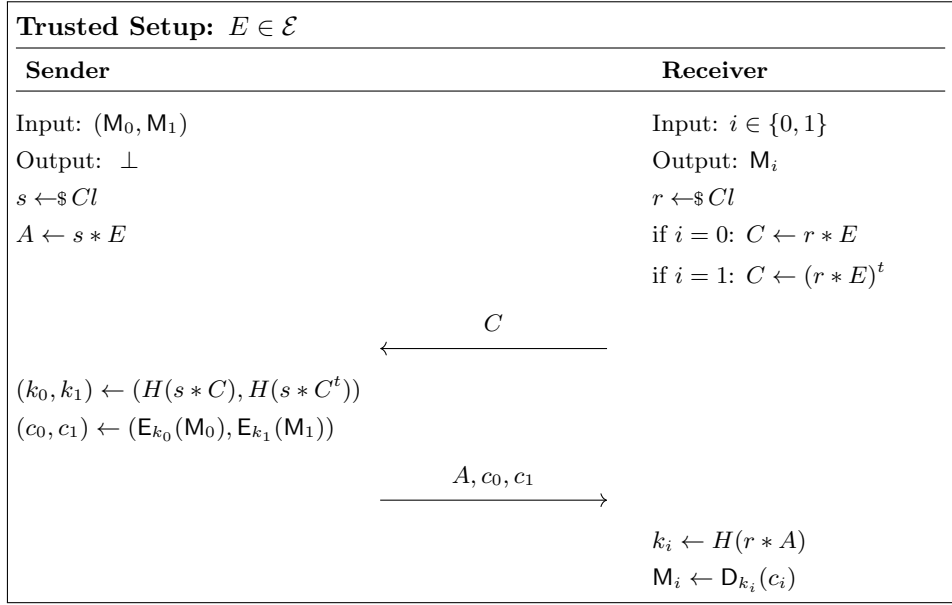 Trusted Setup: E ∈ ℰ
Sender Receiver
Input: (M₀, M₁) Input: i ∈ {0, 1}
Output: ⊥ Output: Mᵢ
s ←$ Cl r ←$ Cl
A ← s * E if i = 0: C ← r * E
if i = 1: C ← (r * E)ᵗ
C
(k₀, k₁) ← (H(s * C), H(s * Cᵗ))
(c₀, c₁) ← (E_{k₀}(M₀), E_{k₁}(M₁))
A, c₀, c₁
kᵢ ← H(r * A)
Mᵢ ← D_{kᵢ}(cᵢ)